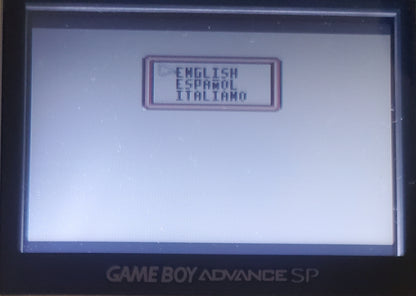 ENGLISH
ESPAÑOL
ITALIANO
GAME BOY ADVANCE SP